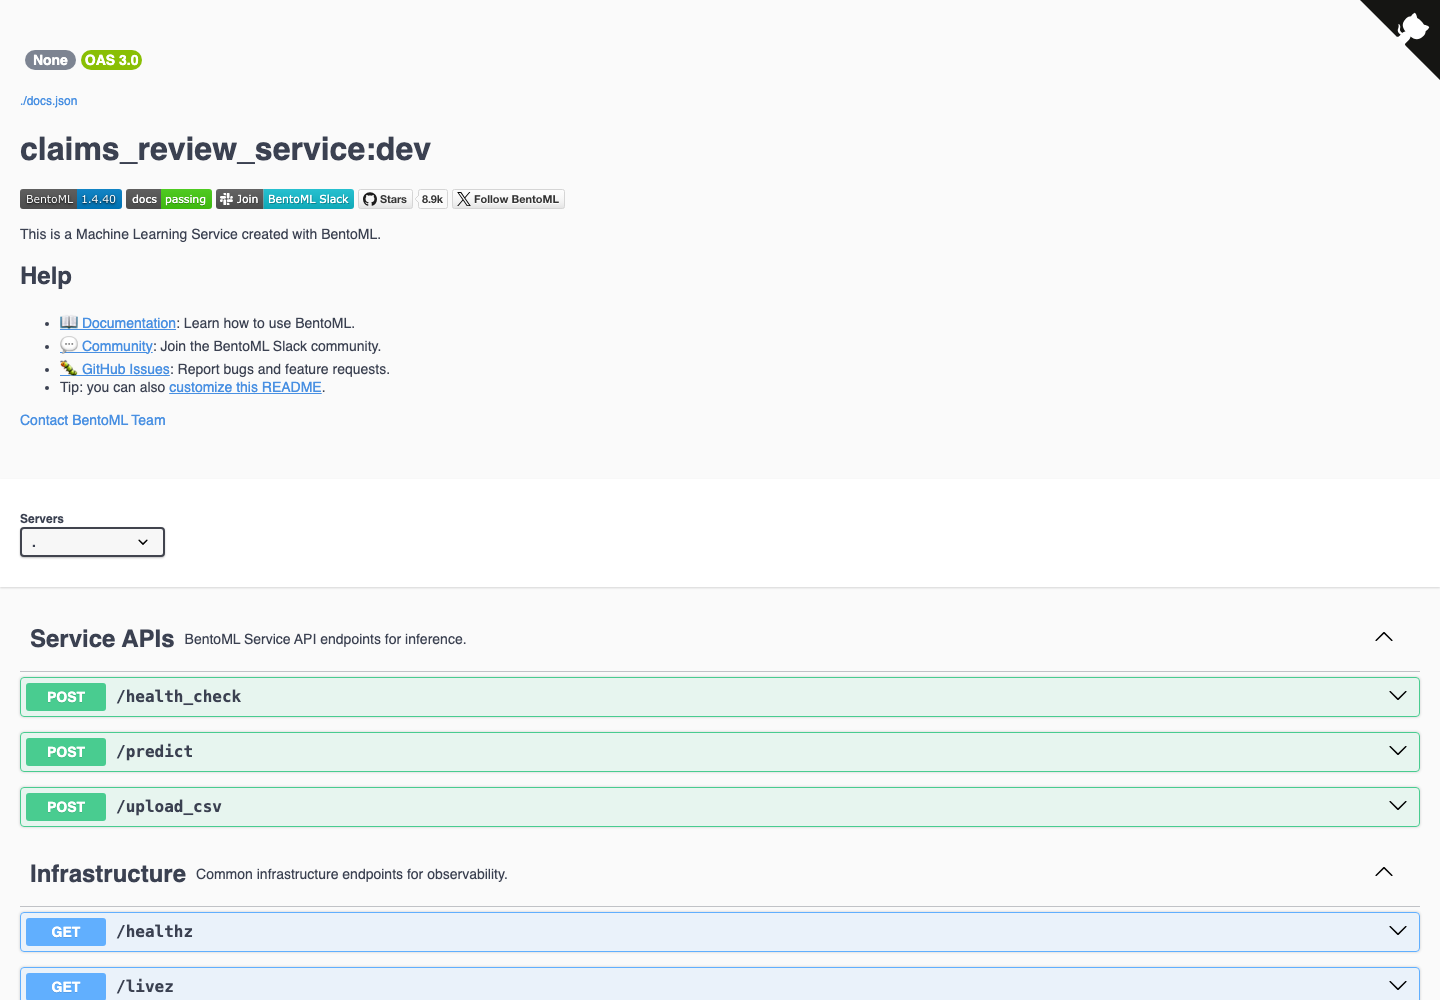 None OAS 3.0
./docs.json
claims_review_service:dev
BentoML 1.4.40 docs passing Join BentoML Slack Stars 8.9k Follow BentoML
This is a Machine Learning Service created with BentoML.
Help
Documentation: Learn how to use BentoML.
Community: Join the BentoML Slack community.
GitHub Issues: Report bugs and feature requests.
Tip: you can also customize this README.
Contact BentoML Team
Servers
.
Service APIs BentoML Service API endpoints for inference.
POST /health_check
POST /predict
POST /upload_csv
Infrastructure Common infrastructure endpoints for observability.
GET /healthz
GET /livez